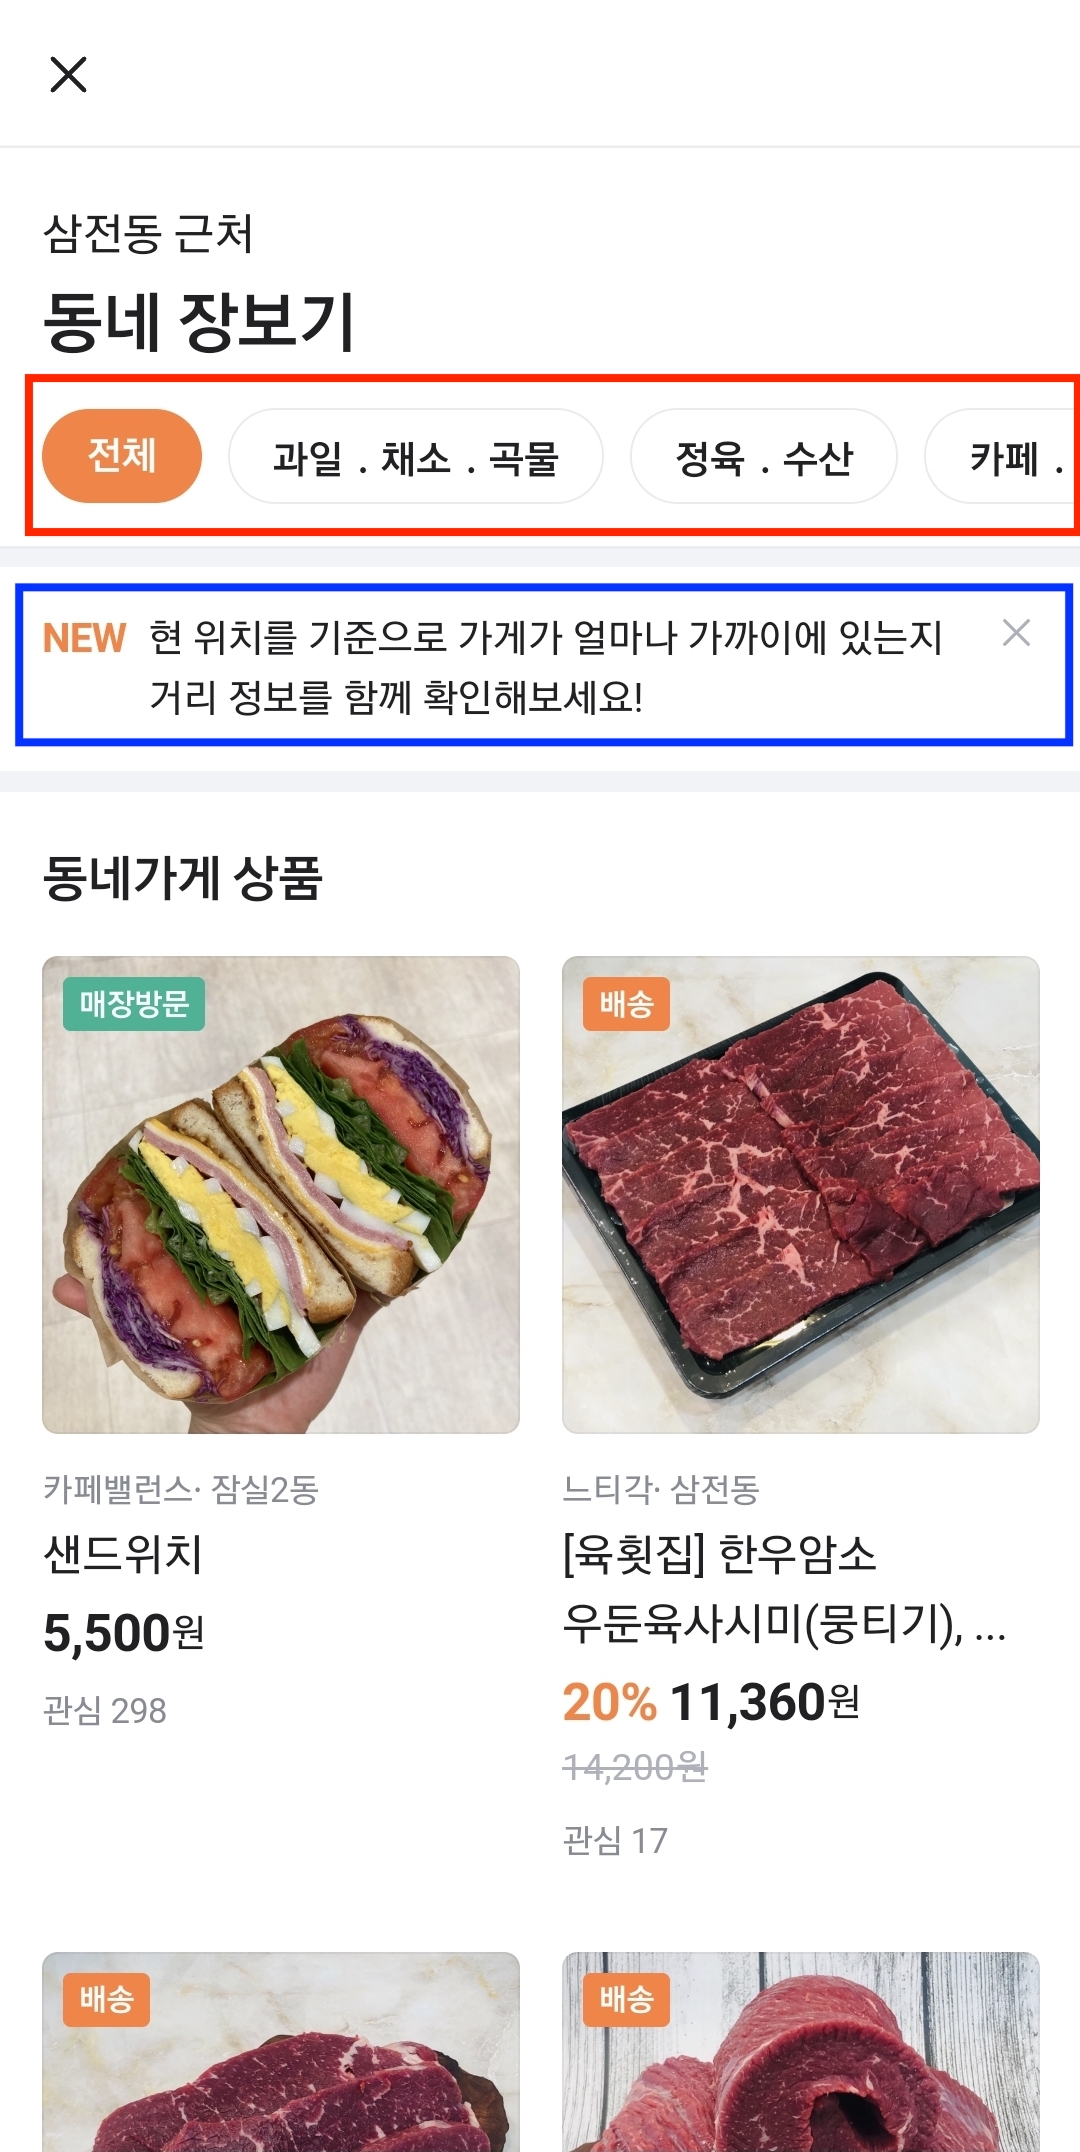 삼전동 근처
동네 장보기
전체
과일 . 채소 . 곡물
정육 . 수산
카페 .
NEW 현 위치를 기준으로 가게가 얼마나 가까이에 있는지
거리 정보를 함께 확인해보세요!
동네가게 상품
매장방문
카페밸런스· 잠실2동
샌드위치
5,500원
관심 298
배송
느티각· 삼전동
[육횟집] 한우암소
우둔육사시미(뭉티기), ...
20% 11,360원
14,200원
관심 17
배송
배송